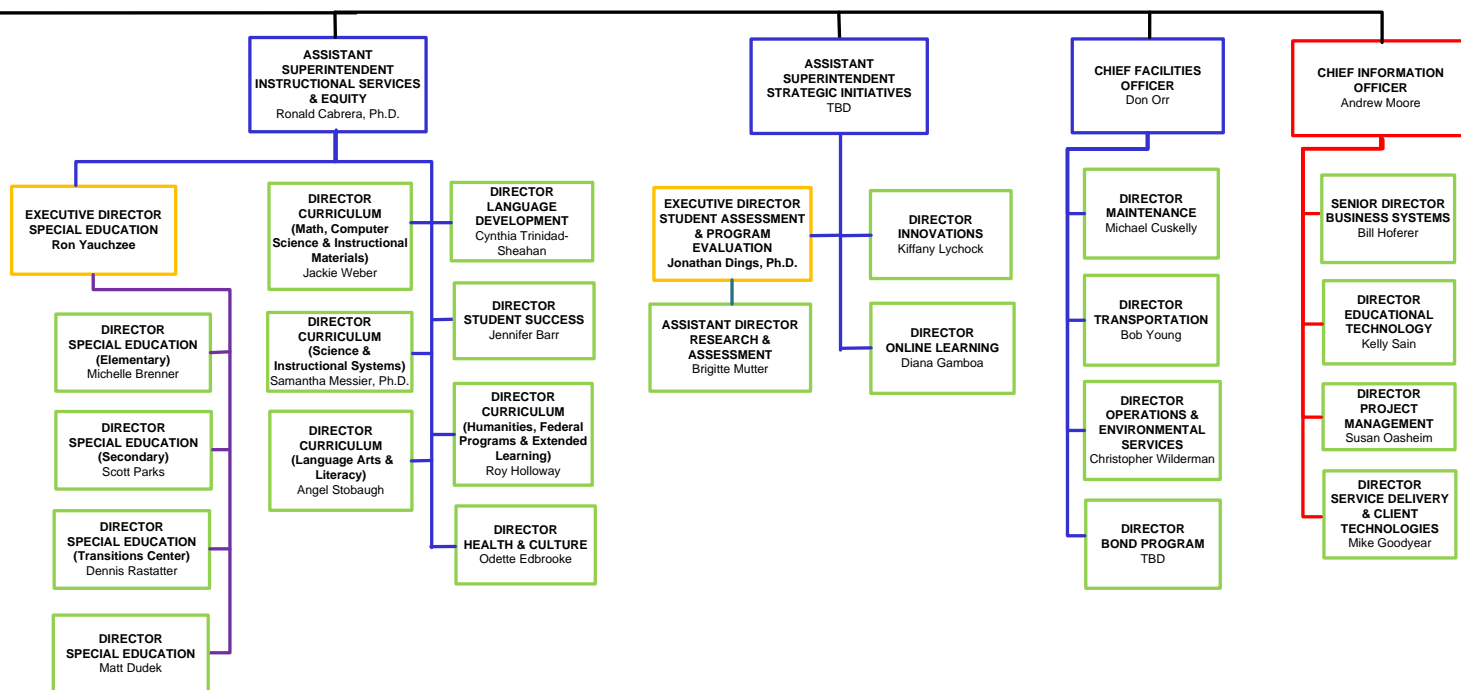 ASSISTANT
SUPERINTENDENT
INSTRUCTIONAL SERVICES
& EQUITY
Ronald Cabrera, Ph.D.
ASSISTANT
SUPERINTENDENT
STRATEGIC INITIATIVES
TBD
CHIEF FACILITIES
OFFICER
Don Orr
CHIEF INFORMATION
OFFICER
Andrew Moore
EXECUTIVE DIRECTOR
SPECIAL EDUCATION
Ron Yauchzee
DIRECTOR
SPECIAL EDUCATION
(Elementary)
Michelle Brenner
DIRECTOR
SPECIAL EDUCATION
(Secondary)
Scott Parks
DIRECTOR
SPECIAL EDUCATION
(Transitions Center)
Dennis Rastatter
DIRECTOR
SPECIAL EDUCATION
Matt Dudek
DIRECTOR
CURRICULUM
(Math, Computer
Science & Instructional
Materials)
Jackie Weber
DIRECTOR
CURRICULUM
(Science &
Instructional Systems)
Samantha Messier, Ph.D.
DIRECTOR
CURRICULUM
(Language Arts &
Literacy)
Angel Stobaugh
DIRECTOR
LANGUAGE
DEVELOPMENT
Cynthia Trinidad-
Sheahan
DIRECTOR
STUDENT SUCCESS
Jennifer Barr
DIRECTOR
CURRICULUM
(Humanities, Federal
Programs & Extended
Learning)
Roy Holloway
DIRECTOR
HEALTH & CULTURE
Odette Edbrooke
EXECUTIVE DIRECTOR
STUDENT ASSESSMENT
& PROGRAM
EVALUATION
Jonathan Dings, Ph.D.
ASSISTANT DIRECTOR
RESEARCH &
ASSESSMENT
Brigitte Mutter
DIRECTOR
INNOVATIONS
Kiffany Lychock
DIRECTOR
ONLINE LEARNING
Diana Gamboa
DIRECTOR
MAINTENANCE
Michael Cuskelly
DIRECTOR
TRANSPORTATION
Bob Young
DIRECTOR
OPERATIONS &
ENVIRONMENTAL
SERVICES
Christopher Wilderman
DIRECTOR
BOND PROGRAM
TBD
SENIOR DIRECTOR
BUSINESS SYSTEMS
Bill Hoferer
DIRECTOR
EDUCATIONAL
TECHNOLOGY
Kelly Sain
DIRECTOR
PROJECT
MANAGEMENT
Susan Oasheim
DIRECTOR
SERVICE DELIVERY
& CLIENT
TECHNOLOGIES
Mike Goodyear